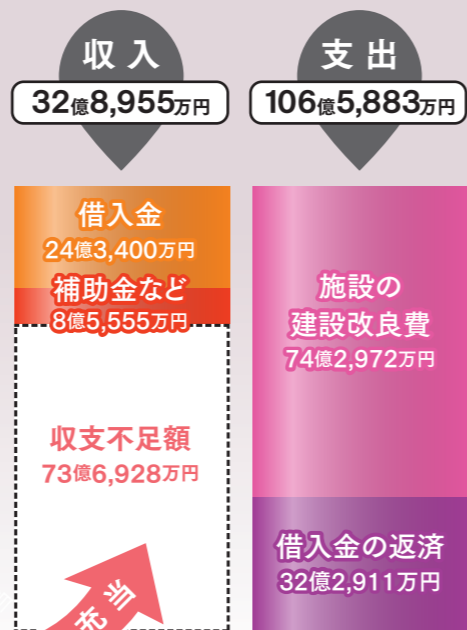 収入
32億8,955万円
借入金
24億3,400万円
補助金など
8億5,555万円
収支不足額
73億6,928万円
充当
支出
106億5,883万円
施設の
建設改良費
74億2,972万円
借入金の返済
32億2,911万円